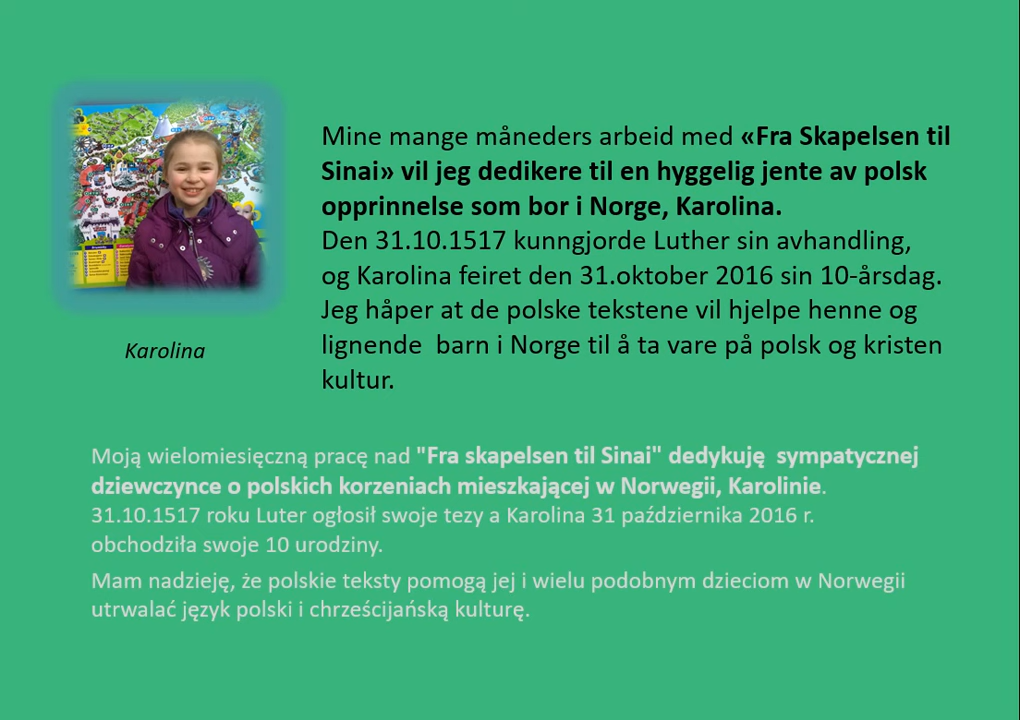 Mine mange måneders arbeid med «Fra Skapelsen til
Sinai» vil jeg dedikere til en hyggelig jente av polsk
opprinnelse som bor i Norge, Karolina.
Den 31.10.1517 kunngjorde Luther sin avhandling,
og Karolina feiret den 31.oktober 2016 sin 10-årsdag.
Jeg håper at de polske tekstene vil hjelpe henne og
lignende  barn i Norge til å ta vare på polsk og kristen
kultur.
Karolina
Moją wielomiesięczną pracę nad "Fra skapelsen til Sinai" dedykuję  sympatycznej
dziewczynce o polskich korzeniach mieszkającej w Norwegii, Karolinie.
31.10.1517 roku Luter ogłosił swoje tezy a Karolina 31 października 2016 r.
obchodziła swoje 10 urodziny.
Mam nadzieję, że polskie teksty pomogą jej i wielu podobnym dzieciom w Norwegii
utrwalać język polski i chrześcijańską kulturę.